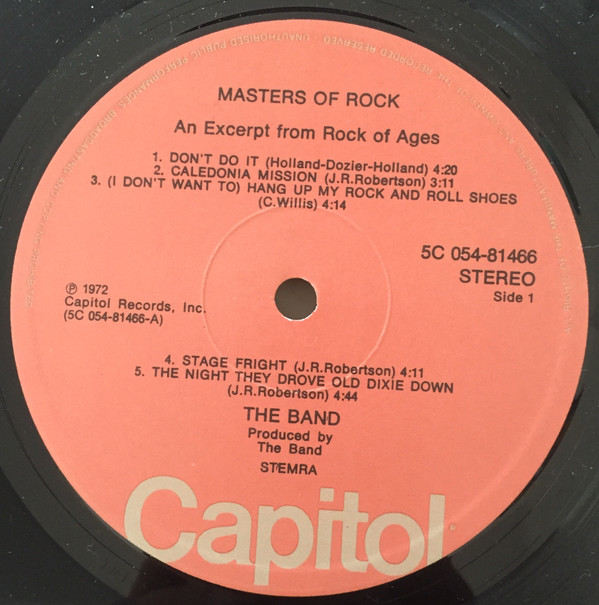 MASTERS OF ROCK
An Excerpt from Rock of Ages
1. DON'T DO IT (Holland-Dozier-Holland) 4:20
2. CALEDONIA MISSION (J.R.Robertson) 3:11
3. (I DON'T WANT TO) HANG UP MY ROCK AND ROLL SHOES
(C.Willis) 4:14
5C 054-81466
STEREO
Side 1
℗ 1972
Capitol Records, Inc.
(5C 054-81466-A)
4. STAGE FRIGHT (J.R.Robertson) 4:11
5. THE NIGHT THEY DROVE OLD DIXIE DOWN
(J.R.Robertson) 4:44
THE BAND
Produced by
The Band
STEMRA
Capitol
UNAUTHORISED PUBLIC PERFORMANCE